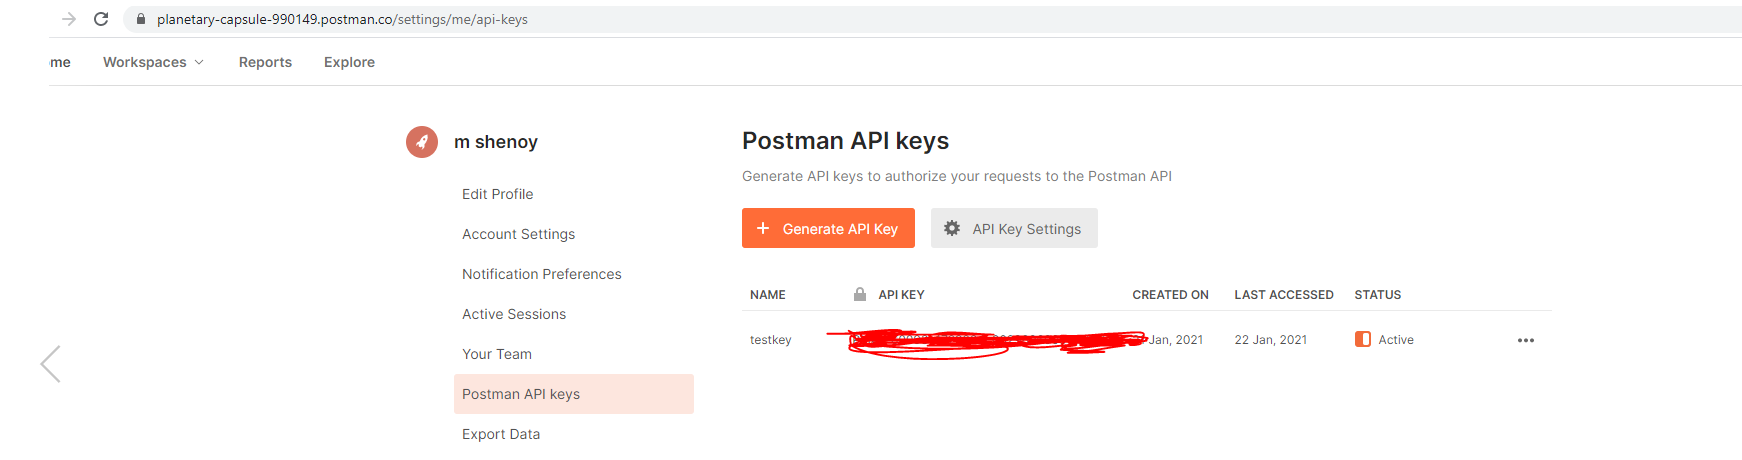 planetary-capsule-990149.postman.co/settings/me/api-keys
Workspaces Reports Explore
m shenoy
Edit Profile
Account Settings
Notification Preferences
Active Sessions
Your Team
Postman API keys
Export Data
Postman API keys
Generate API keys to authorize your requests to the Postman API
+ Generate API Key API Key Settings
NAME API KEY CREATED ON LAST ACCESSED STATUS
testkey Jan, 2021 22 Jan, 2021 Active